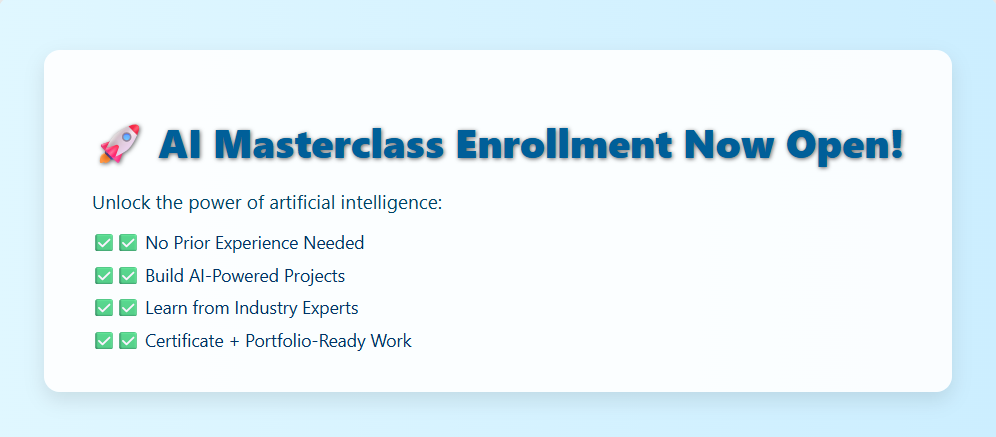 🚀 AI Masterclass Enrollment Now Open!
Unlock the power of artificial intelligence:
✅ ✅ No Prior Experience Needed
✅ ✅ Build AI-Powered Projects
✅ ✅ Learn from Industry Experts
✅ ✅ Certificate + Portfolio-Ready Work